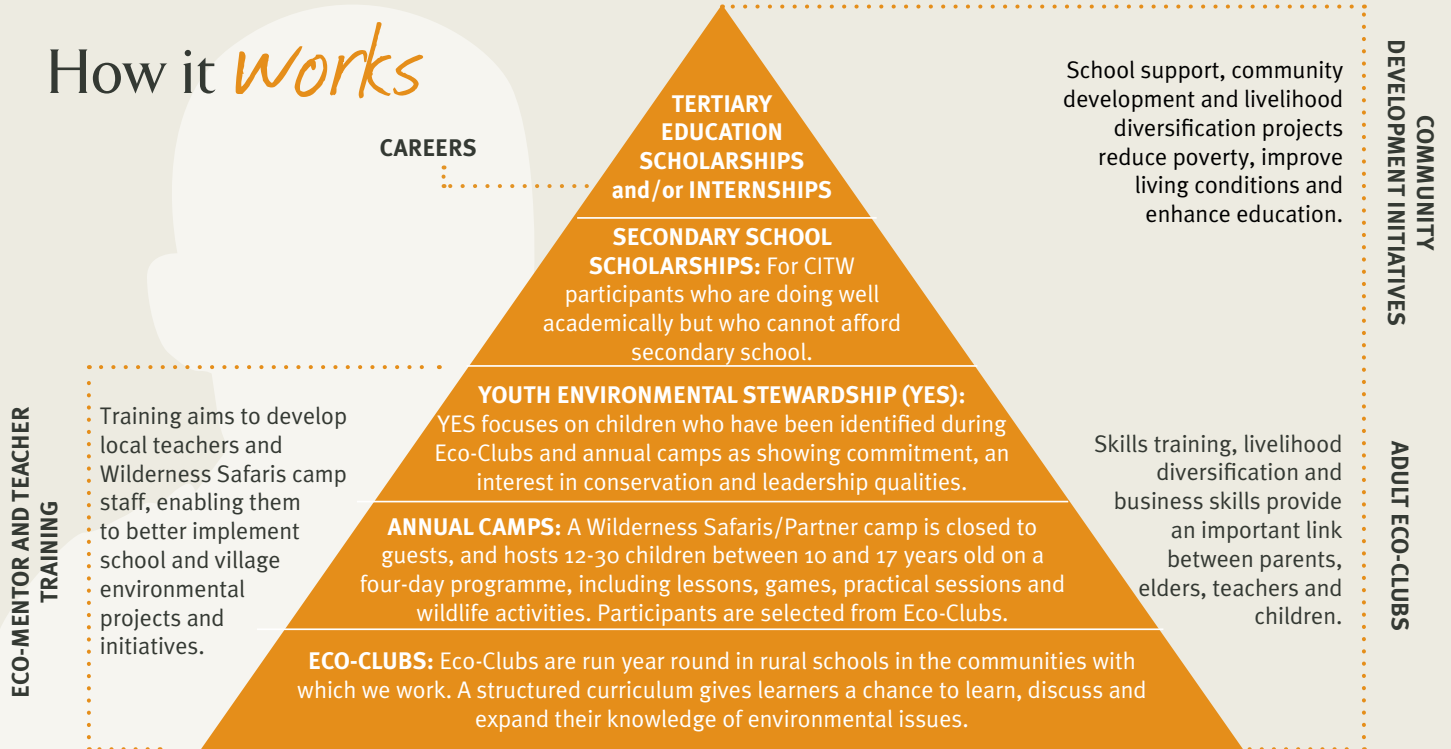 How it works
CAREERS
TERTIARY
EDUCATION
SCHOLARSHIPS
and/or INTERNSHIPS
SECONDARY SCHOOL
SCHOLARSHIPS: For CITW
participants who are doing well
academically but who cannot afford
secondary school.
YOUTH ENVIRONMENTAL STEWARDSHIP (YES):
YES focuses on children who have been identified during
Eco-Clubs and annual camps as showing commitment, an
interest in conservation and leadership qualities.
ANNUAL CAMPS: A Wilderness Safaris/Partner camp is closed to
guests, and hosts 12-30 children between 10 and 17 years old on a
four-day programme, including lessons, games, practical sessions and
wildlife activities. Participants are selected from Eco-Clubs.
ECO-CLUBS: Eco-Clubs are run year round in rural schools in the communities with
which we work. A structured curriculum gives learners a chance to learn, discuss and
expand their knowledge of environmental issues.
ECO-MENTOR AND TEACHER
TRAINING
Training aims to develop
local teachers and
Wilderness Safaris camp
staff, enabling them
to better implement
school and village
environmental
projects and
initiatives.
School support, community
development and livelihood
diversification projects
reduce poverty, improve
living conditions and
enhance education.
COMMUNITY
DEVELOPMENT INITIATIVES
Skills training, livelihood
diversification and
business skills provide
an important link
between parents,
elders, teachers and
children.
ADULT ECO-CLUBS